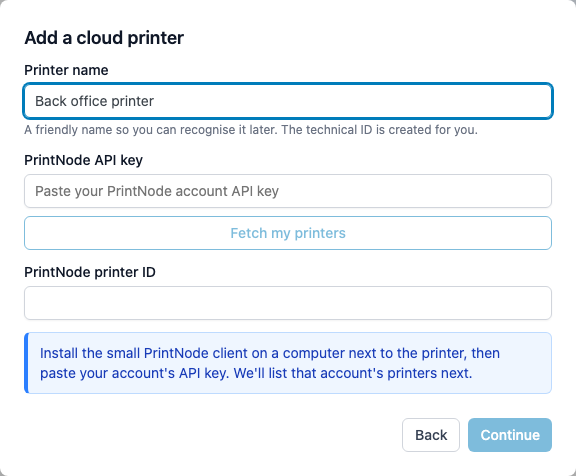 Add a cloud printer
Printer name
Back office printer
A friendly name so you can recognise it later. The technical ID is created for you.
PrintNode API key
Paste your PrintNode account API key
Fetch my printers
PrintNode printer ID
Install the small PrintNode client on a computer next to the printer, then
paste your account's API key. We'll list that account's printers next.
Back
Continue